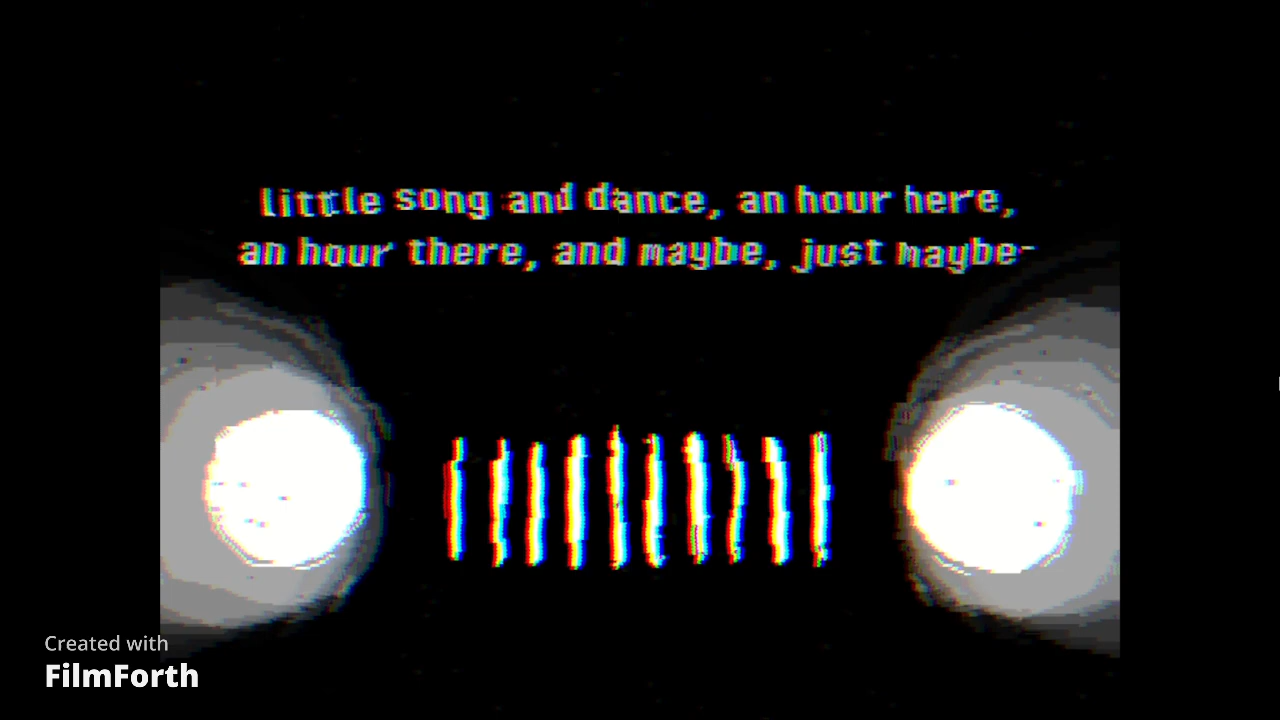 little song and dance, an hour here,
an hour there, and maybe, just maybe-
Created with
FilmForth